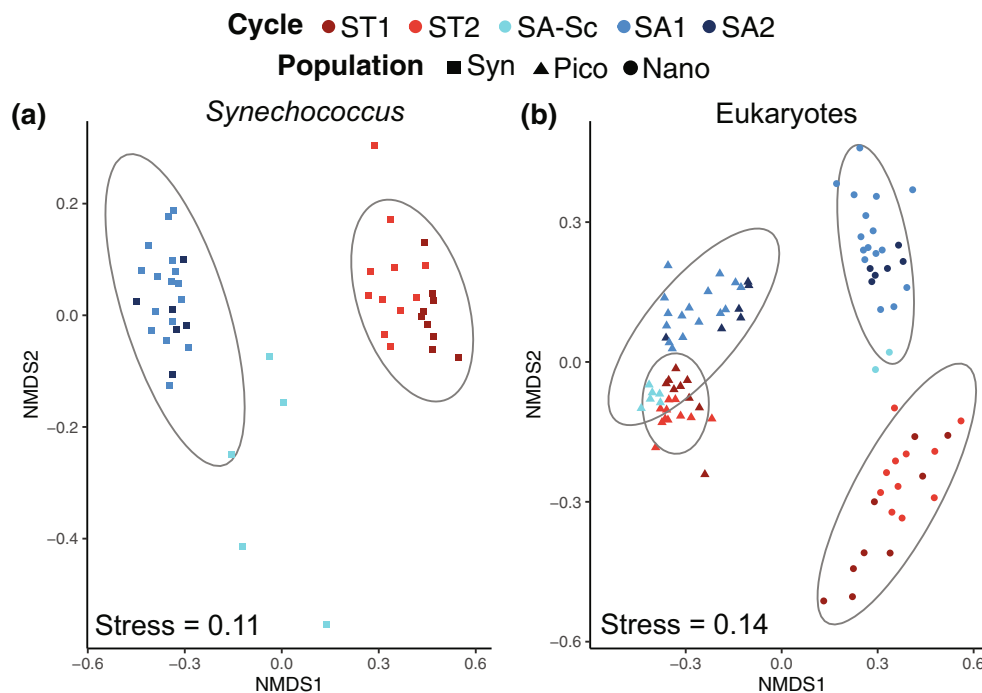 Cycle ST1 ST2 SA-Sc SA1 SA2
Population Syn Pico Nano
(a) Synechococcus
(b) Eukaryotes
NMDS2
0.2
0.0
−0.2
−0.4
Stress = 0.11
−0.6 −0.3 0.0 0.3 0.6
NMDS1
NMDS2
0.3
0.0
−0.3
−0.6
Stress = 0.14
−0.3 0.0 0.3 0.6
NMDS1